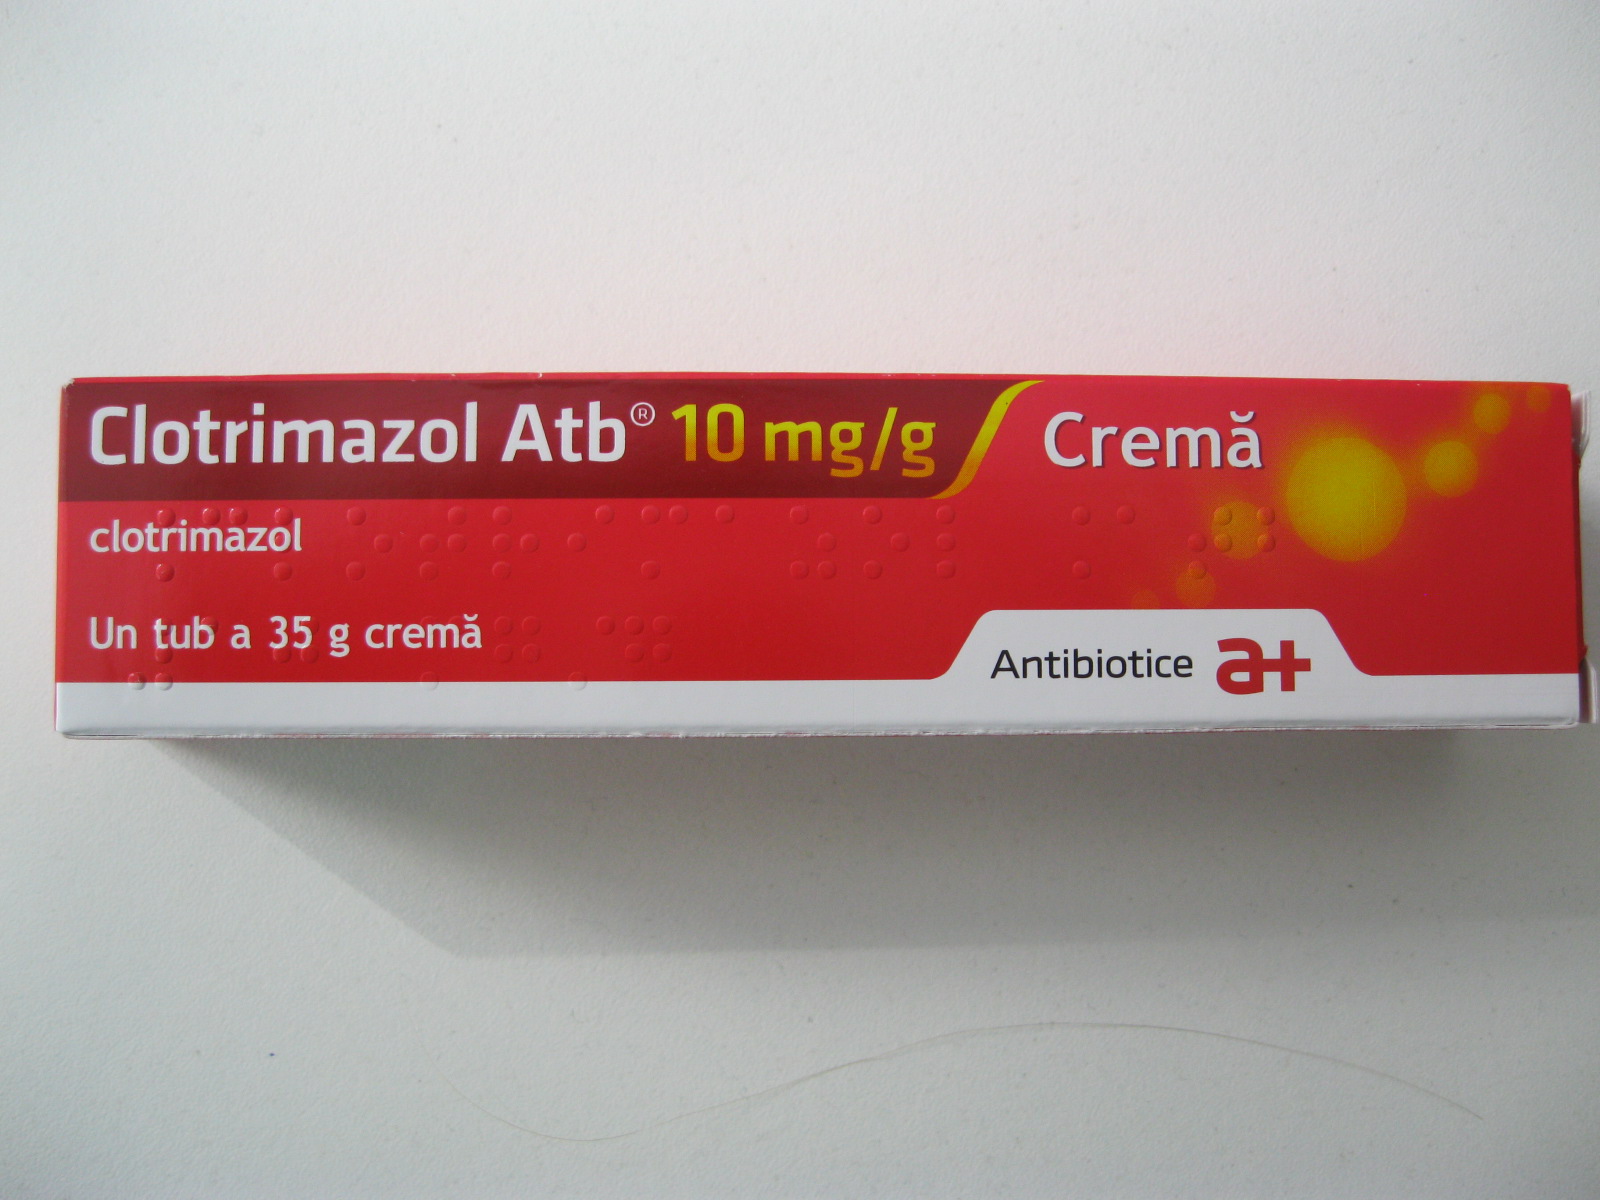 Clotrimazol Atb® 10 mg/g Cremă
clotrimazol
Un tub a 35 g cremă
Antibiotice a+